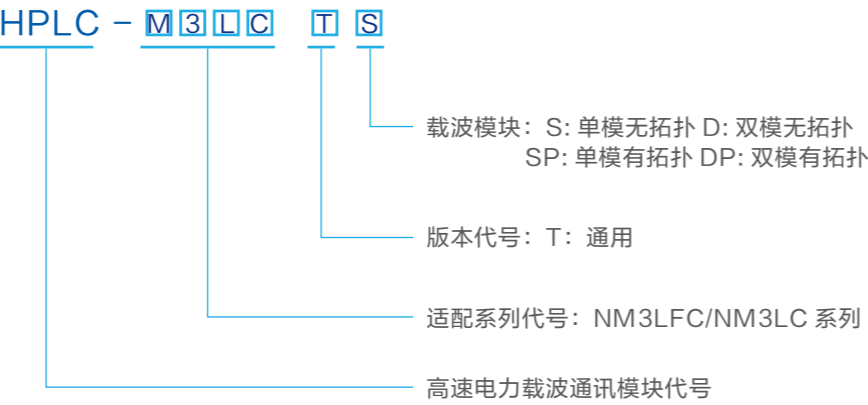 HPLC - M3LC T S
载波模块：S: 单模无拓扑 D: 双模无拓扑
SP: 单模有拓扑 DP: 双模有拓扑
版本代号：T：通用
适配系列代号：NM3LFC/NM3LC 系列
高速电力载波通讯模块代号